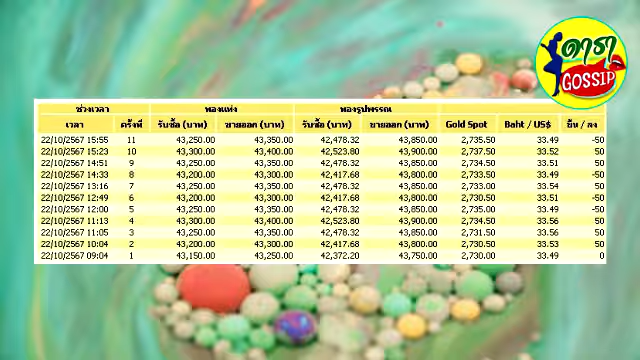 ดารา
GOSSIP
ช่วงเวลา ทองแท่ง ทองรูปพรรณ
เวลา ครั้งที่ รับซื้อ (บาท) ขายออก (บาท) รับซื้อ (บาท) ขายออก (บาท) Gold Spot Baht / US$ ขึ้น / ลง
22/10/2567 15:55 11 43,250.00 43,350.00 42,478.32 43,850.00 2,735.50 33.49 -50
22/10/2567 15:23 10 43,300.00 43,400.00 42,523.80 43,900.00 2,737.50 33.52 50
22/10/2567 14:51 9 43,250.00 43,350.00 42,478.32 43,850.00 2,734.50 33.51 50
22/10/2567 14:33 8 43,200.00 43,300.00 42,417.68 43,800.00 2,733.50 33.49 -50
22/10/2567 13:16 7 43,250.00 43,350.00 42,478.32 43,850.00 2,733.00 33.54 50
22/10/2567 12:49 6 43,200.00 43,300.00 42,417.68 43,800.00 2,730.50 33.51 -50
22/10/2567 12:00 5 43,250.00 43,350.00 42,478.32 43,850.00 2,735.00 33.49 -50
22/10/2567 11:13 4 43,300.00 43,400.00 42,523.80 43,900.00 2,734.50 33.56 50
22/10/2567 11:05 3 43,250.00 43,350.00 42,478.32 43,850.00 2,731.50 33.56 50
22/10/2567 10:04 2 43,200.00 43,300.00 42,417.68 43,800.00 2,730.50 33.53 50
22/10/2567 09:04 1 43,150.00 43,250.00 42,372.20 43,750.00 2,730.00 33.49 0